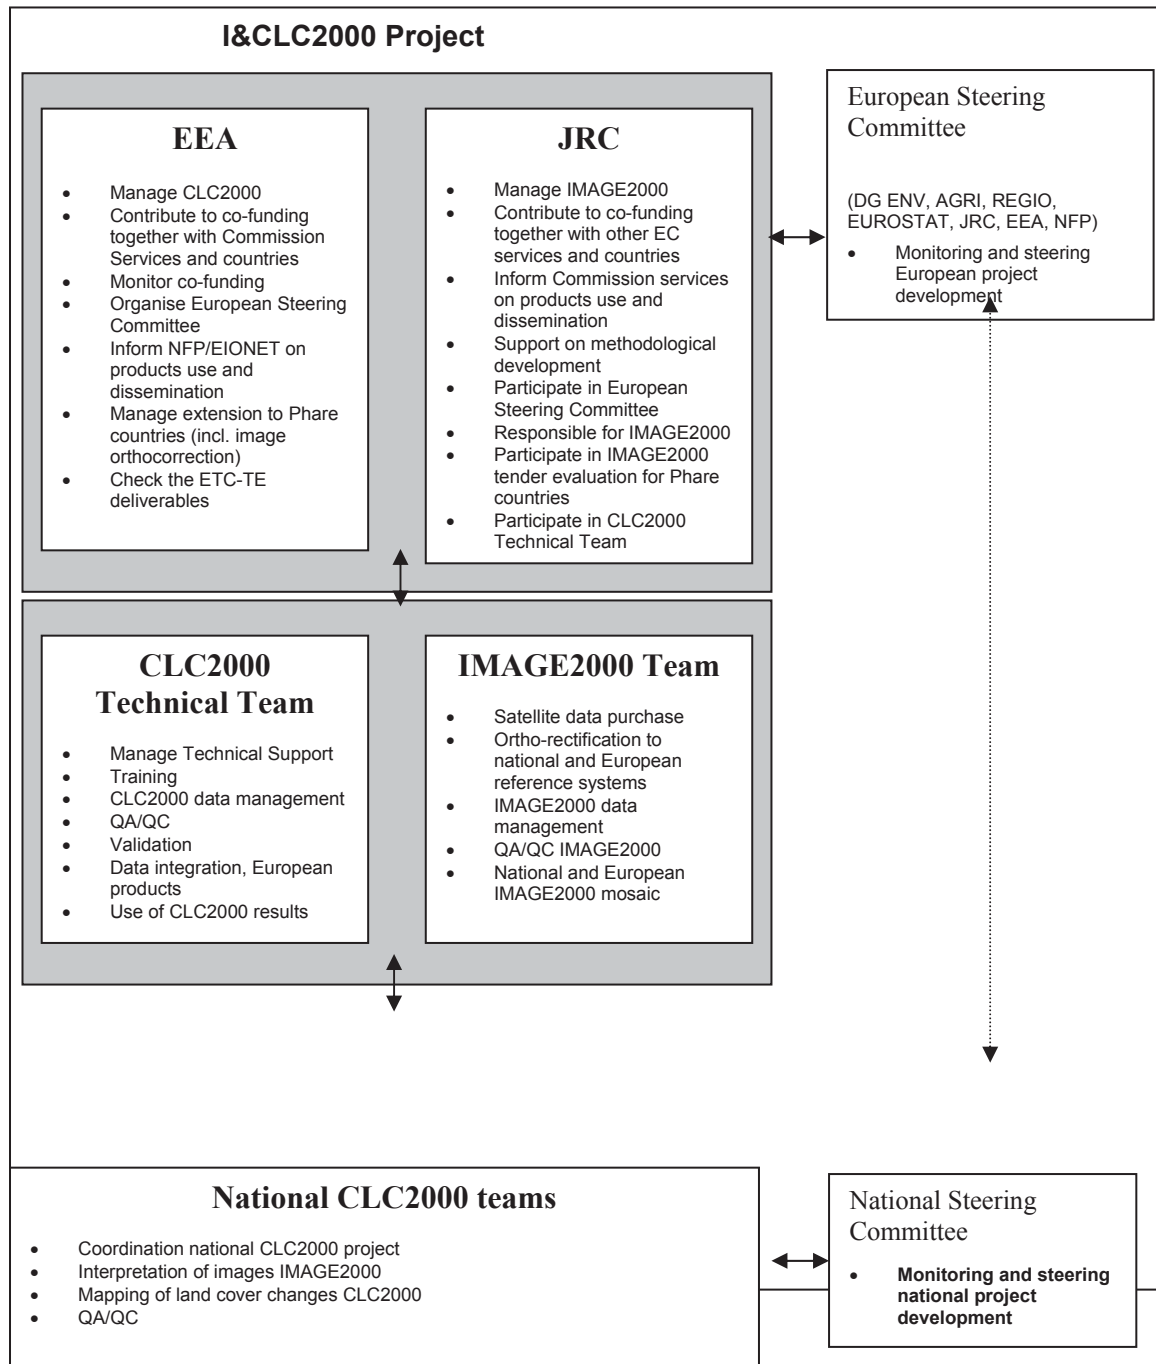 I&CLC2000 Project
EEA
• Manage CLC2000
• Contribute to co-funding
together with Commission
Services and countries
• Monitor co-funding
• Organise European Steering
Committee
• Inform NFP/EIONET on
products use and
dissemination
• Manage extension to Phare
countries (incl. image
orthocorrection)
• Check the ETC-TE
deliverables
JRC
• Manage IMAGE2000
• Contribute to co-funding
together with other EC
services and countries
• Inform Commission services
on products use and
dissemination
• Support on methodological
development
• Participate in European
Steering Committee
• Responsible for IMAGE2000
• Participate in IMAGE2000
tender evaluation for Phare
countries
• Participate in CLC2000
Technical Team
European Steering
Committee
(DG ENV, AGRI, REGIO,
EUROSTAT, JRC, EEA, NFP)
• Monitoring and steering
European project
development
CLC2000
Technical Team
• Manage Technical Support
• Training
• CLC2000 data management
• QA/QC
• Validation
• Data integration, European
products
• Use of CLC2000 results
IMAGE2000 Team
• Satellite data purchase
• Ortho-rectification to
national and European
reference systems
• IMAGE2000 data
management
• QA/QC IMAGE2000
• National and European
IMAGE2000 mosaic
National CLC2000 teams
• Coordination national CLC2000 project
• Interpretation of images IMAGE2000
• Mapping of land cover changes CLC2000
• QA/QC
National Steering
Committee
• Monitoring and steering
national project
development